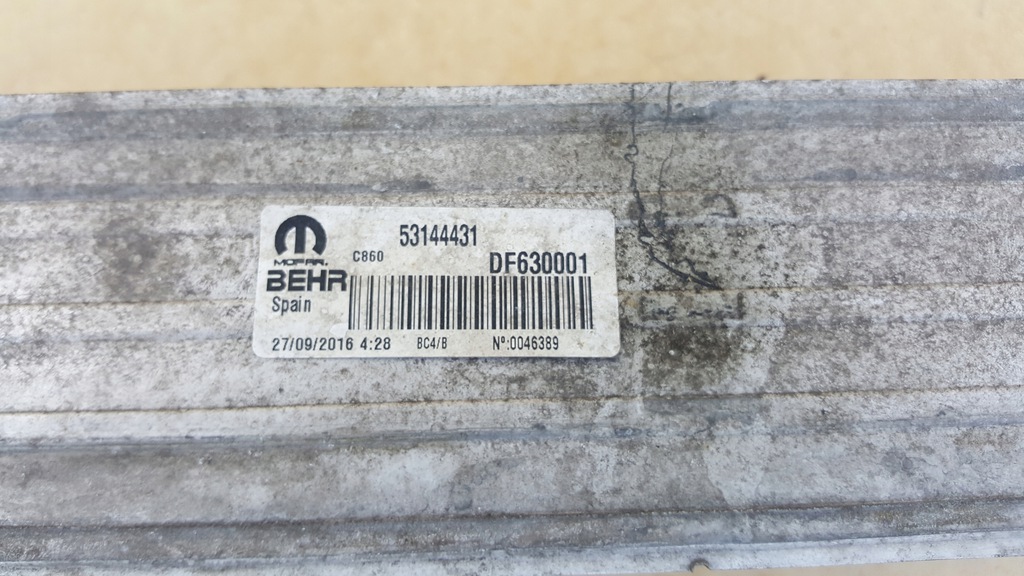 53144431
MOPAR.
C860
DF630001
BEHR
Spain
27/09/2016 4:28 BC4/B Nº:0046389